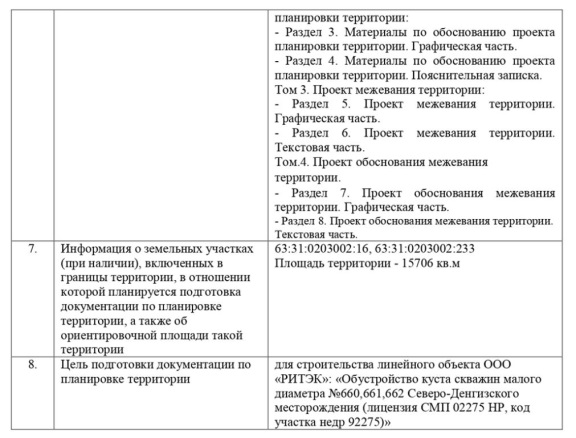 планировки территории:
- Раздел 3. Материалы по обоснованию проекта
планировки территории. Графическая часть.
- Раздел 4. Материалы по обоснованию проекта
планировки территории. Пояснительная записка.
Том 3. Проект межевания территории:
- Раздел 5. Проект межевания территории.
Графическая часть.
- Раздел 6. Проект межевания территории.
Текстовая часть.
Том.4. Проект обоснования межевания
территории.
- Раздел 7. Проект обоснования межевания
территории. Графическая часть.
- Раздел 8. Проект обоснования межевания территории.
Текстовая часть.
7.
Информация о земельных участках
(при наличии), включенных в
границы территории, в отношении
которой планируется подготовка
документации по планировке
территории, а также об
ориентировочной площади такой
территории
63:31:0203002:16, 63:31:0203002:233
Площадь территории - 15706 кв.м
8.
Цель подготовки документации по
планировке территории
для строительства линейного объекта ООО
«РИТЭК»: «Обустройство куста скважин малого
диаметра №660,661,662 Северо-Денгизского
месторождения (лицензия СМП 02275 НР, код
участка недр 92275)»